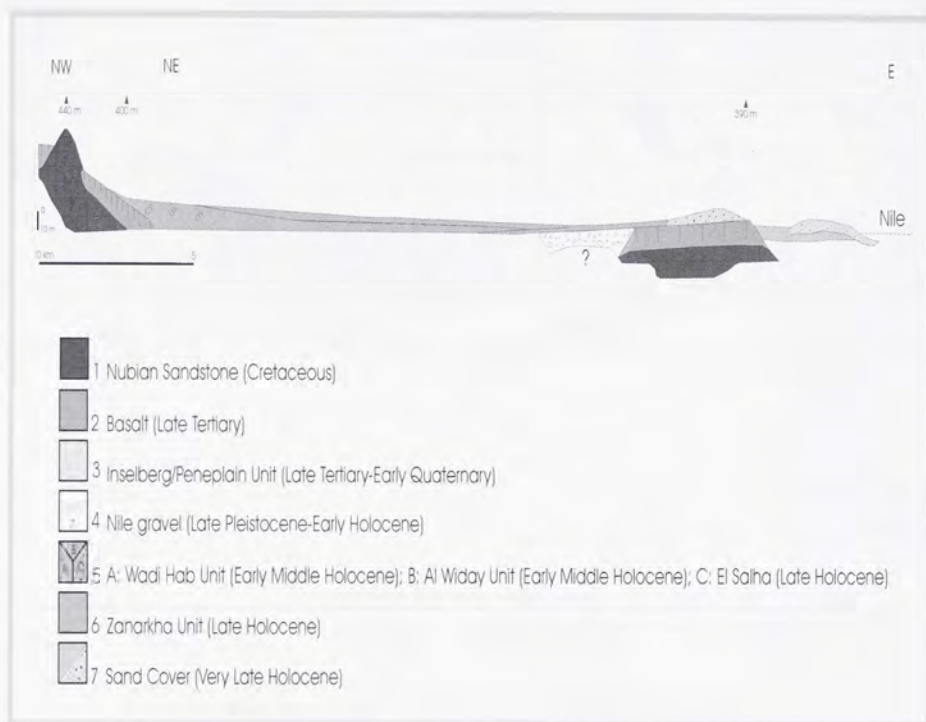 NW NE E
440 m 400 m 390 m
Nile
0
0 km 5
?
1 Nubian Sandstone (Cretaceous)
2 Basalt (Late Tertiary)
3 Inselberg/Peneplain Unit (Late Tertiary-Early Quaternary)
4 Nile gravel (Late Pleistocene-Early Holocene)
5 A: Wadi Hab Unit (Early Middle Holocene); B: Al Widay Unit (Early Middle Holocene); C: El Salha (Late Holocene)
6 Zanarkha Unit (Late Holocene)
7 Sand Cover (Very Late Holocene)